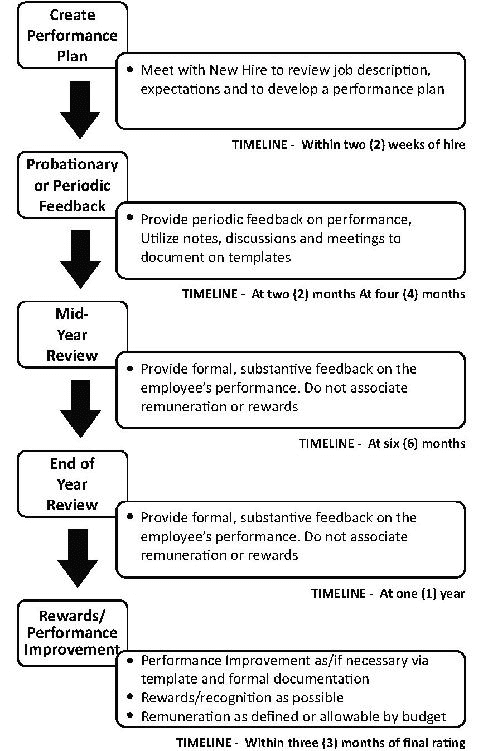 Create
Performance
Plan
• Meet with New Hire to review job description,
expectations and to develop a performance plan
TIMELINE - Within two (2) weeks of hire
Probationary
or Periodic
Feedback
• Provide periodic feedback on performance,
Utilize notes, discussions and meetings to
document on templates
TIMELINE - At two (2) months At four (4) months
Mid-
Year
Review
• Provide formal, substantive feedback on the
employee's performance. Do not associate
remuneration or rewards
TIMELINE - At six (6) months
End of
Year
Review
• Provide formal, substantive feedback on the
employee's performance. Do not associate
remuneration or rewards
TIMELINE - At one (1) year
Rewards/
Performance
Improvement
• Performance Improvement as/if necessary via
template and formal documentation
• Rewards/recognition as possible
• Remuneration as defined or allowable by budget
TIMELINE - Within three (3) months of final rating